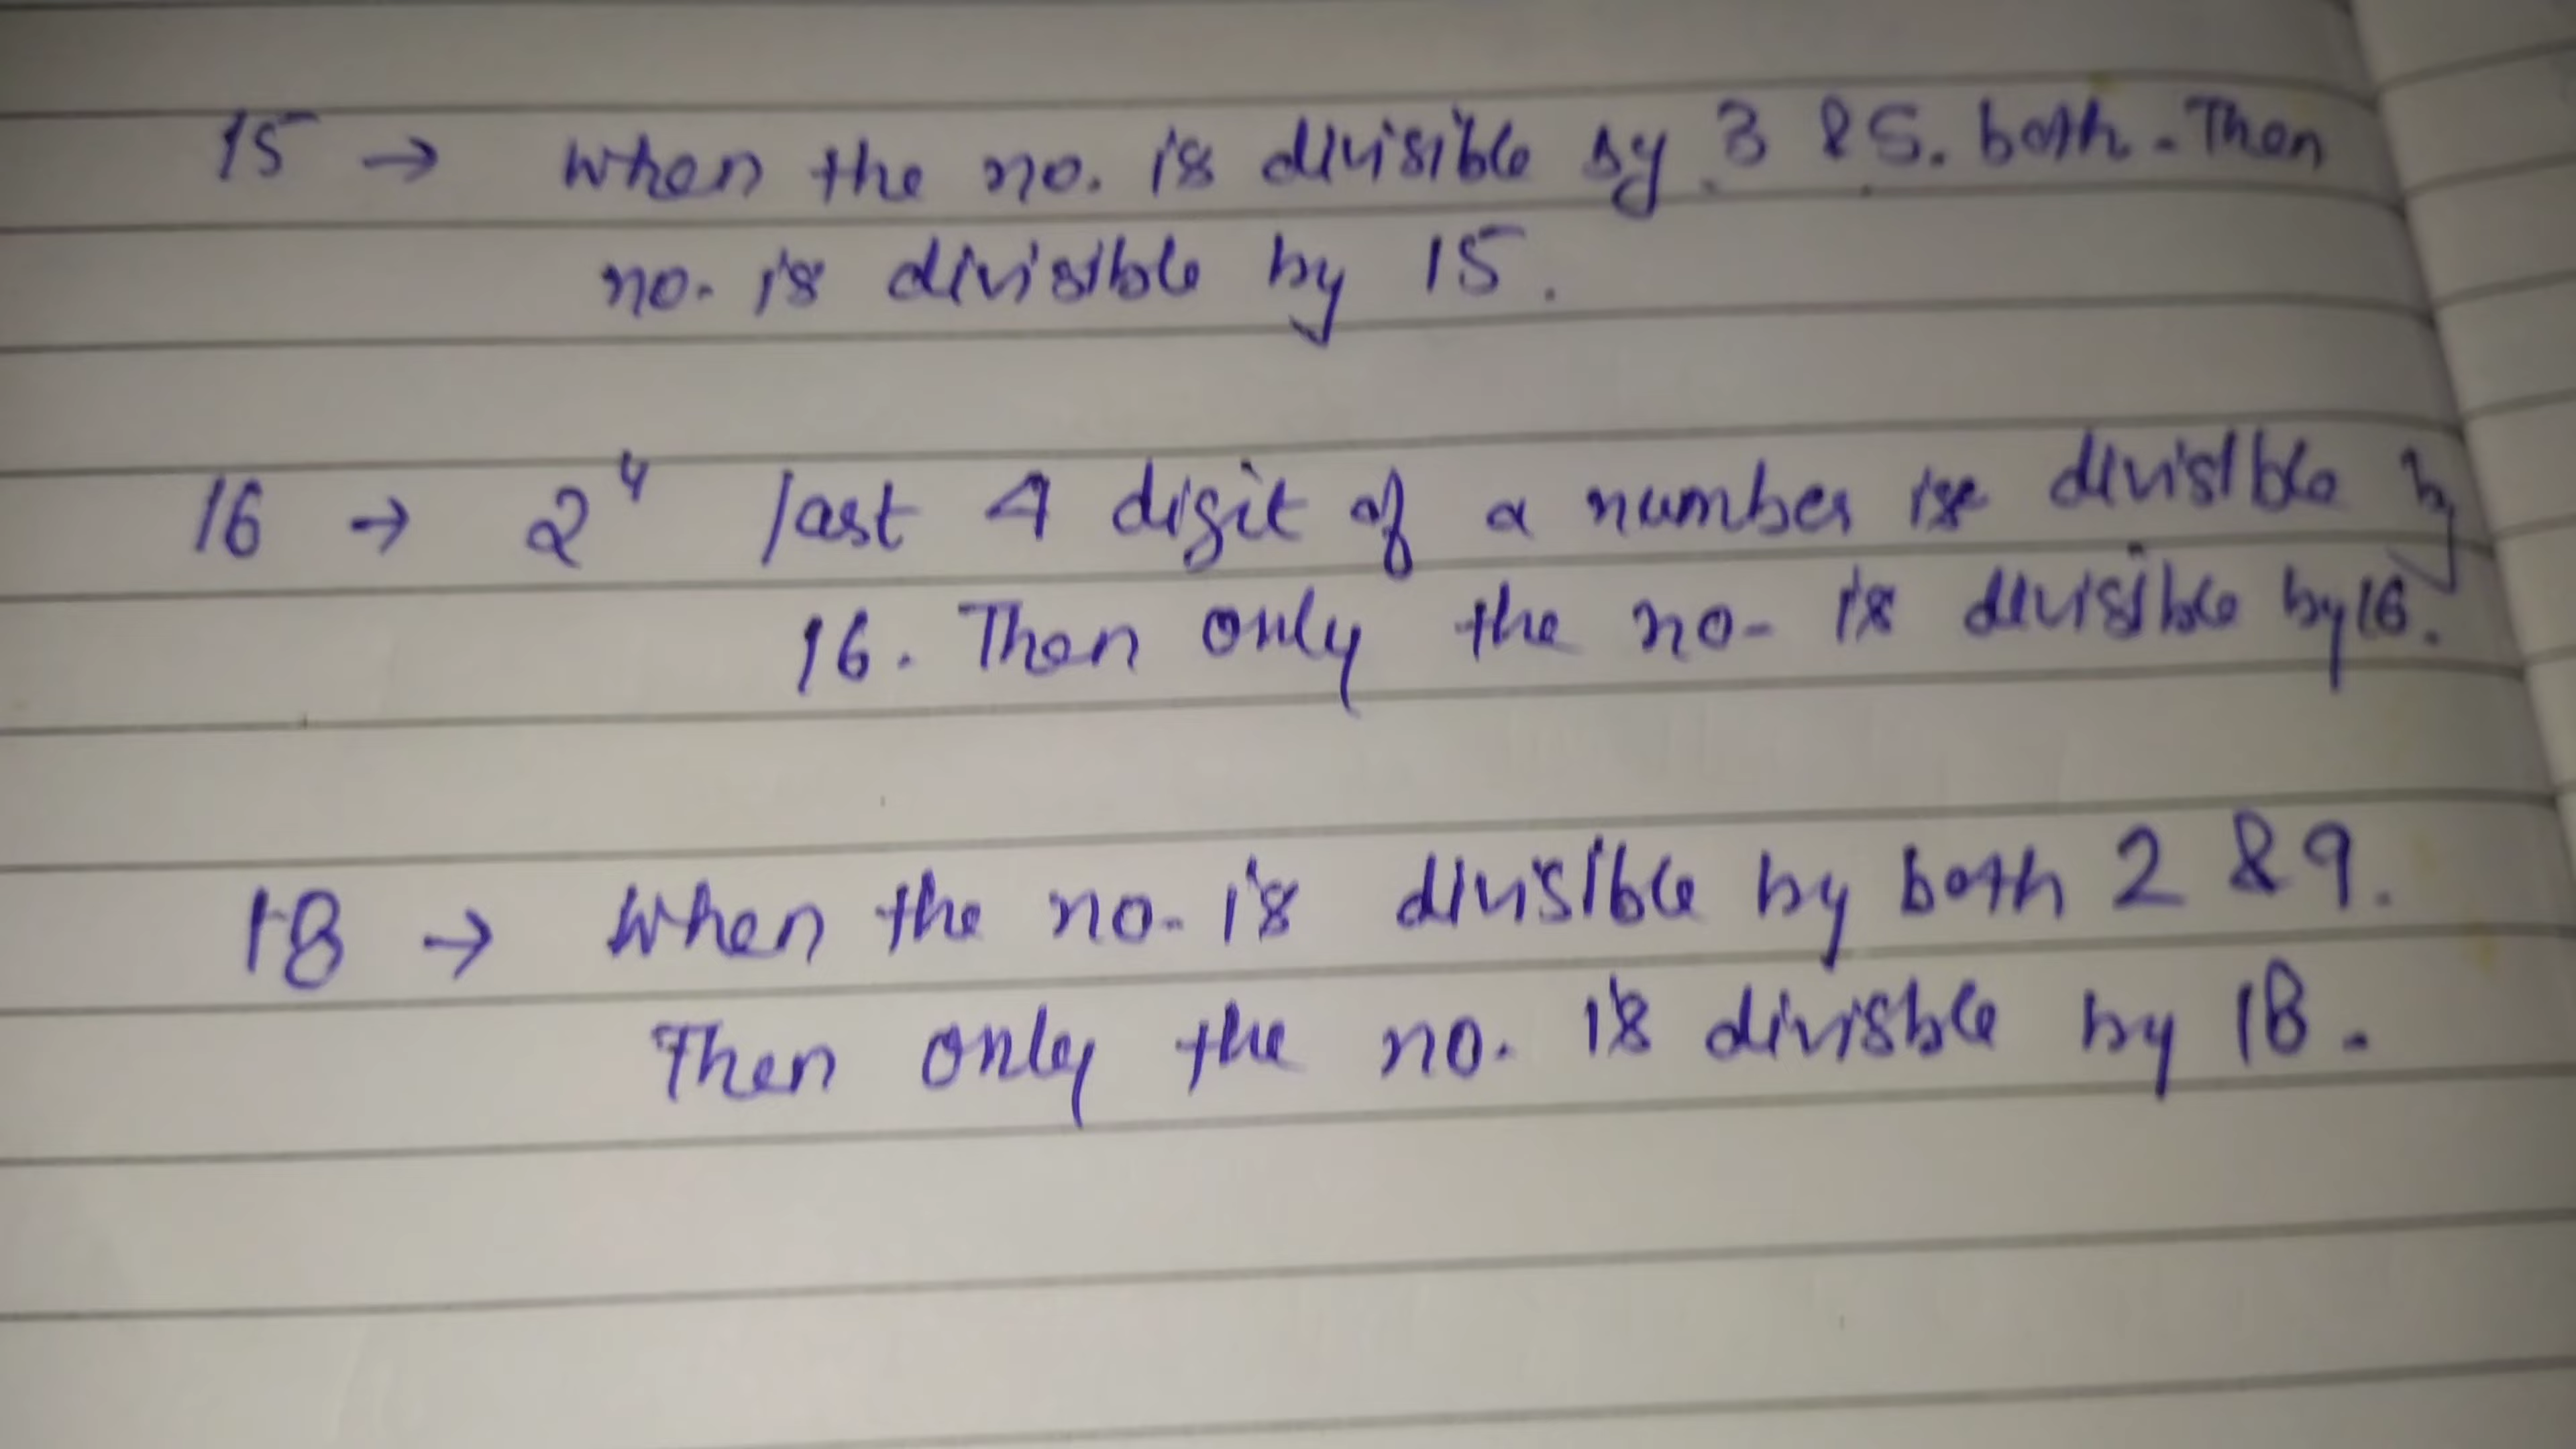 15 → When the no. is divisible by 3 & 5. both. Then
no. is divisible by 15.
16 → 2⁴ last 4 digit of a number is divisible by
16. Then only the no- is divisible by 16.
18 → When the no. is divisible by both 2 & 9.
Then only the no. is divisble by 18.